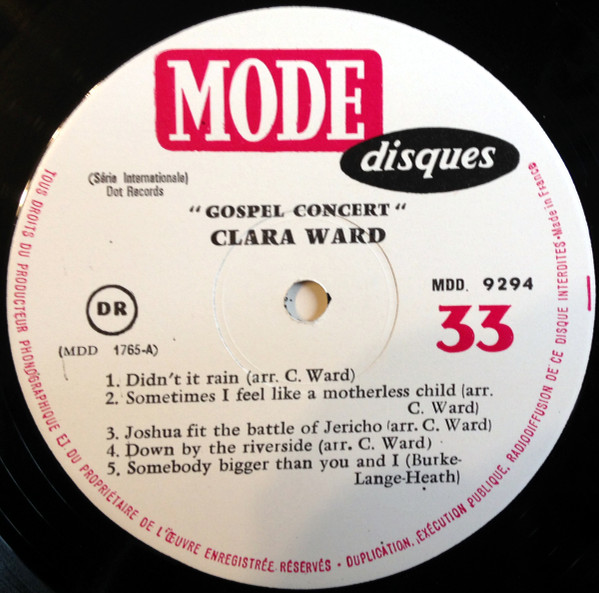 MODE
disques
(Série Internationale)
Dot Records
"GOSPEL CONCERT"
CLARA WARD
DR
(MDD 1765-A)
MDD. 9294
33
1. Didn't it rain (arr. C. Ward)
2. Sometimes I feel like a motherless child (arr.
C. Ward)
3. Joshua fit the battle of Jericho (arr. C. Ward)
4. Down by the riverside (arr. C. Ward)
5. Somebody bigger than you and I (Burke-
Lange-Heath)
TOUS DROITS DU PRODUCTEUR PHONOGRAPHIQUE ET DU PROPRIÉTAIRE DE L'ŒUVRE ENREGISTRÉE RÉSERVÉS • DUPLICATION, EXÉCUTION PUBLIQUE, RADIODIFFUSION DE CE DISQUE INTERDITES • Made in France